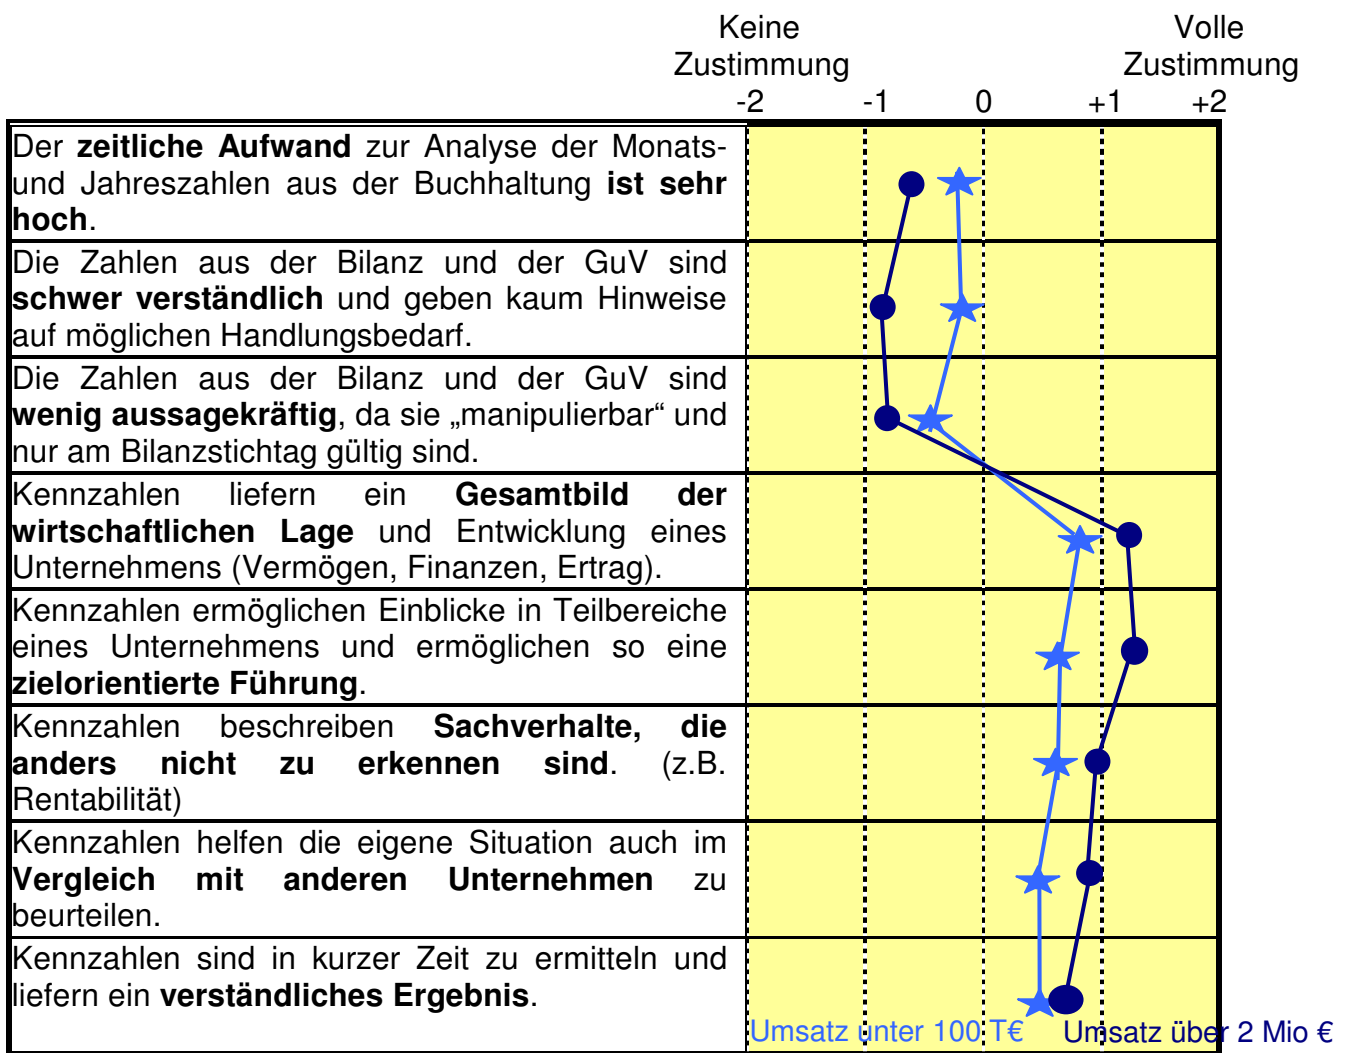 Keine Volle
Zustimmung Zustimmung
-2 -1 0 +1 +2
Der zeitliche Aufwand zur Analyse der Monats-
und Jahreszahlen aus der Buchhaltung ist sehr
hoch.
Die Zahlen aus der Bilanz und der GuV sind
schwer verständlich und geben kaum Hinweise
auf möglichen Handlungsbedarf.
Die Zahlen aus der Bilanz und der GuV sind
wenig aussagekräftig, da sie „manipulierbar“ und
nur am Bilanzstichtag gültig sind.
Kennzahlen liefern ein Gesamtbild der
wirtschaftlichen Lage und Entwicklung eines
Unternehmens (Vermögen, Finanzen, Ertrag).
Kennzahlen ermöglichen Einblicke in Teilbereiche
eines Unternehmens und ermöglichen so eine
zielorientierte Führung.
Kennzahlen beschreiben Sachverhalte, die
anders nicht zu erkennen sind. (z.B.
Rentabilität)
Kennzahlen helfen die eigene Situation auch im
Vergleich mit anderen Unternehmen zu
beurteilen.
Kennzahlen sind in kurzer Zeit zu ermitteln und
liefern ein verständliches Ergebnis.
Umsatz unter 100 T€ Umsatz über 2 Mio €